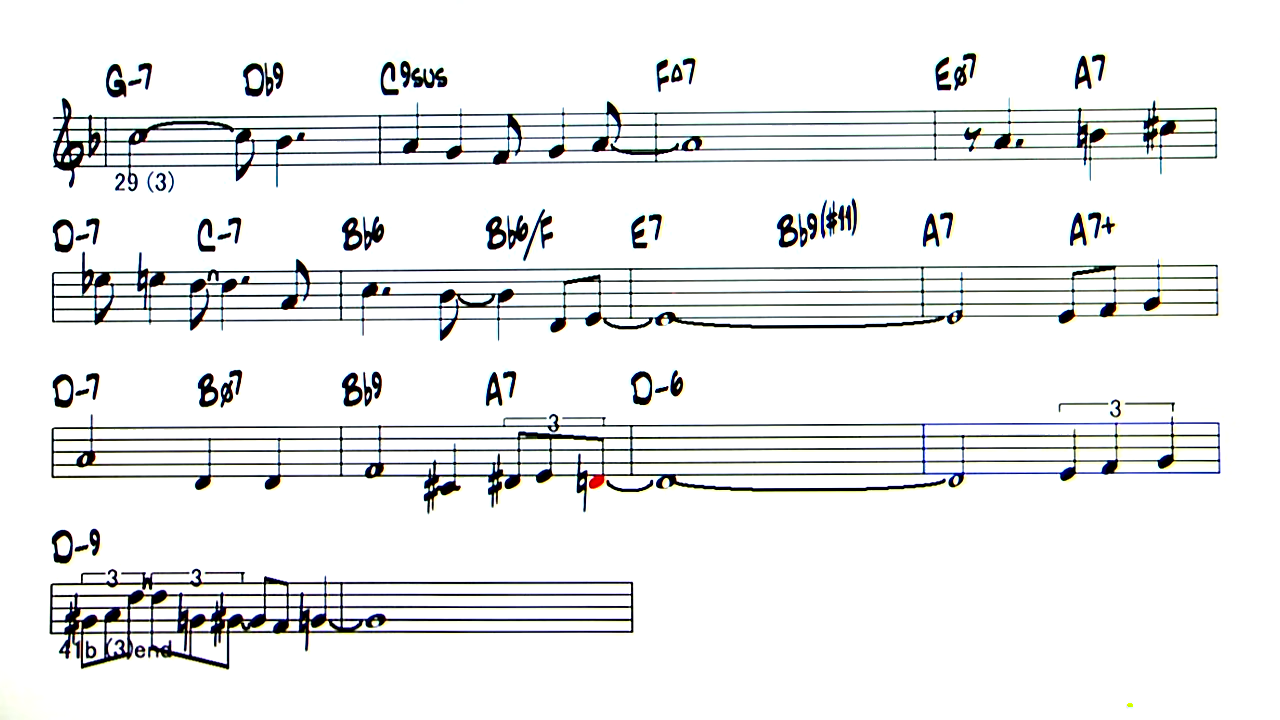 G-7 Db9 C9sus FΔ7 Eø7 A7
29 (3)
D-7 C-7 Bb6 Bb6/F E7 Bb9(#11) A7 A7+
D-7 Bø7 Bb9 A7 D-6
3 3
D-9
3 3
41b (3)end